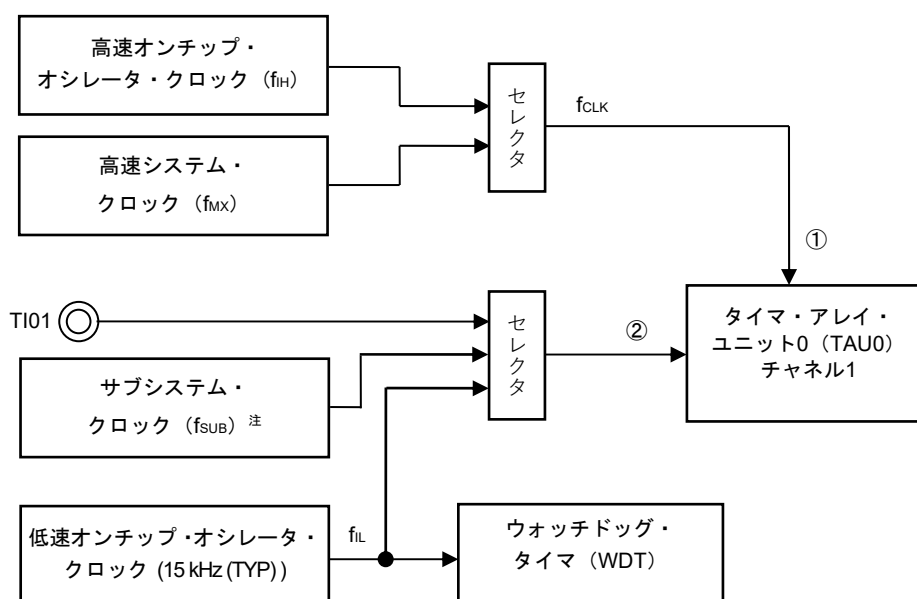 高速オンチップ・
オシレータ・クロック（fIH）
高速システム・
クロック（fMX）
セレクタ
fCLK
①
TI01
サブシステム・
クロック（fSUB）注
セレクタ
②
タイマ・アレイ・
ユニット0（TAU0）
チャネル1
低速オンチップ・オシレータ・
クロック (15 kHz (TYP) )
fIL
ウォッチドッグ・
タイマ（WDT）